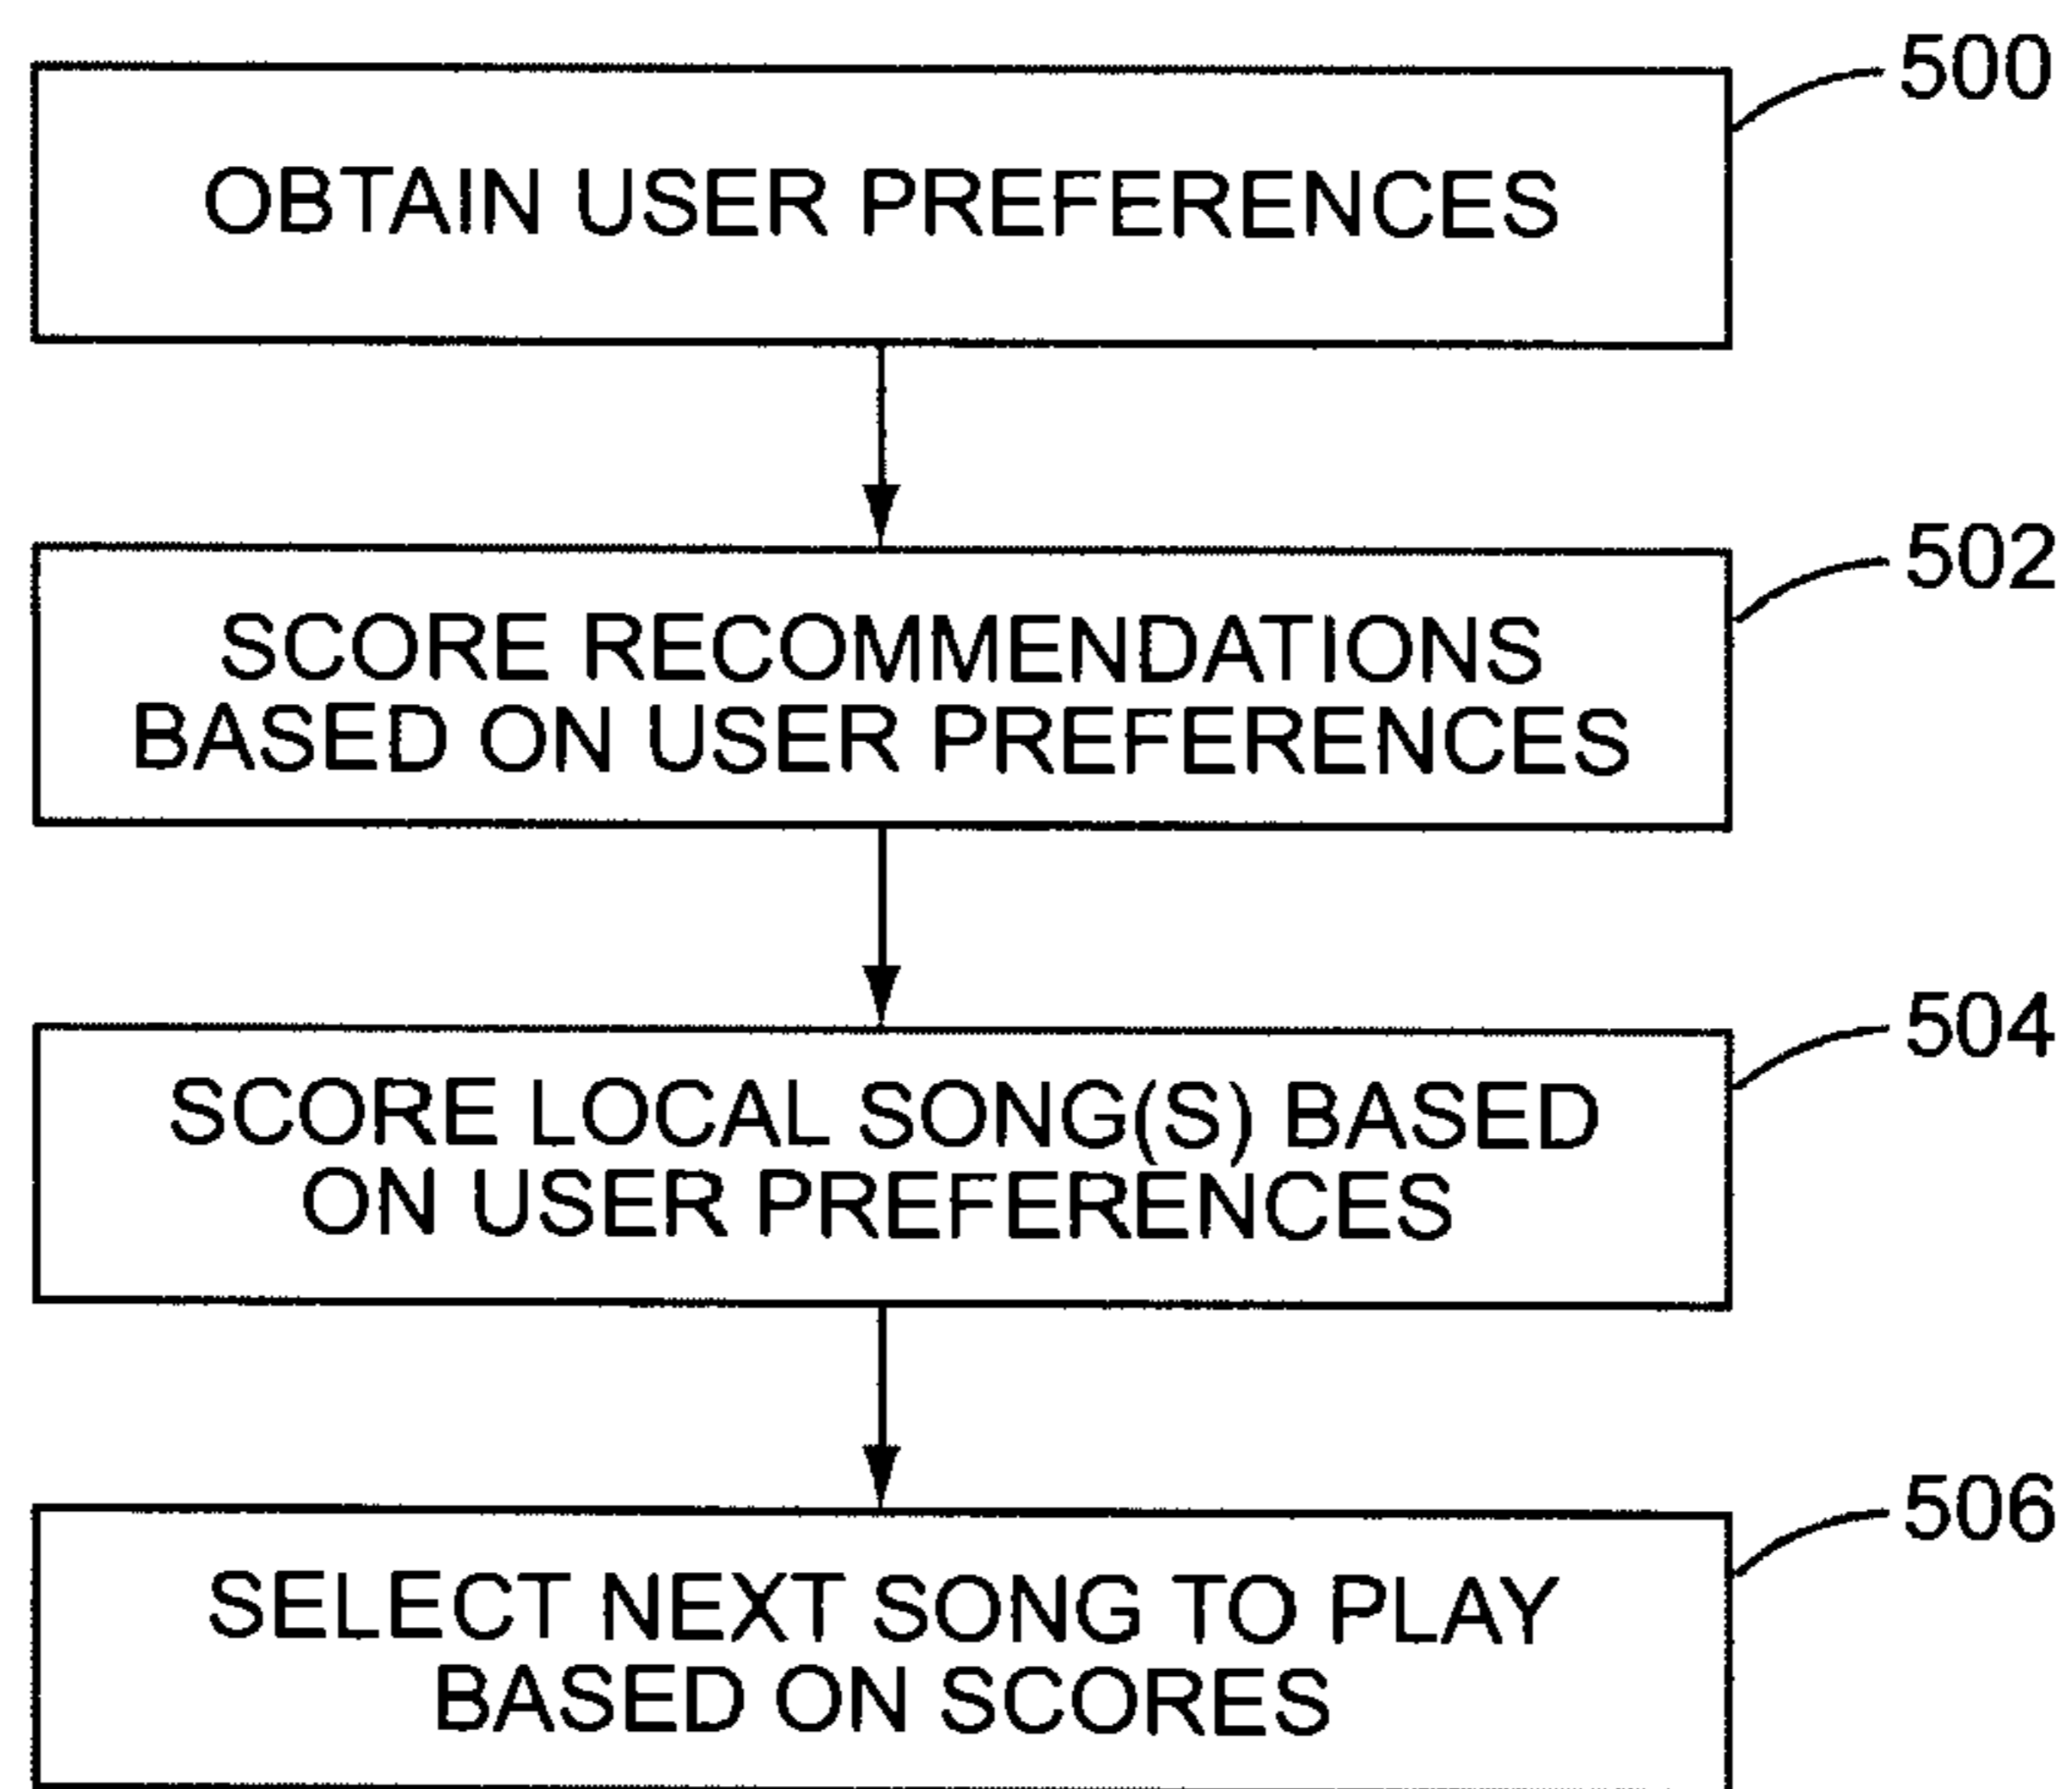 500
OBTAIN USER PREFERENCES
502
SCORE RECOMMENDATIONS
BASED ON USER PREFERENCES
504
SCORE LOCAL SONG(S) BASED
ON USER PREFERENCES
506
SELECT NEXT SONG TO PLAY
BASED ON SCORES